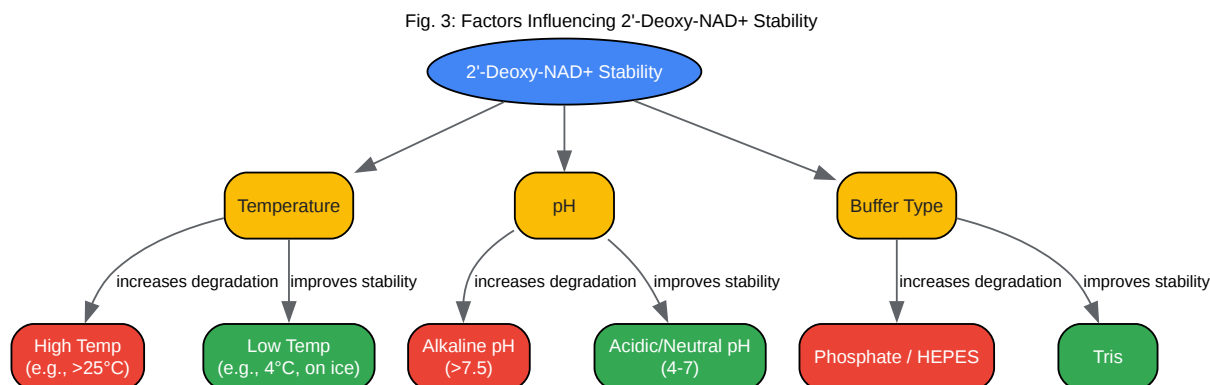 Fig. 3: Factors Influencing 2'-Deoxy-NAD+ Stability
2'-Deoxy-NAD+ Stability
Temperature
pH
Buffer Type
increases degradation
improves stability
increases degradation
improves stability
increases degradation
improves stability
High Temp
(e.g., >25°C)
Low Temp
(e.g., 4°C, on ice)
Alkaline pH
(>7.5)
Acidic/Neutral pH
(4-7)
Phosphate / HEPES
Tris